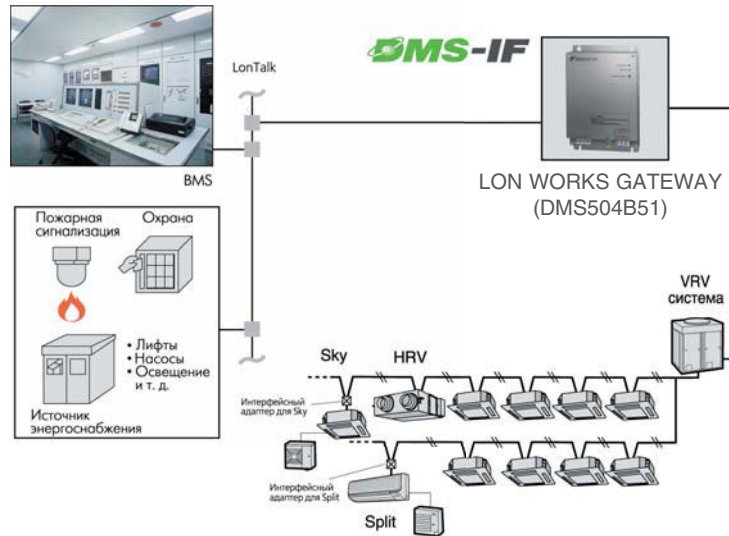 LonTalk
DMS-IF
BMS
LON WORKS GATEWAY
(DMS504B51)
Пожарная
сигнализация
Охрана
• Лифты
• Насосы
• Освещение
и т. д.
Источник
энергоснабжения
VRV
система
Sky
HRV
Интерфейсный
адаптер для Sky
Интерфейсный
адаптер для Split
Split